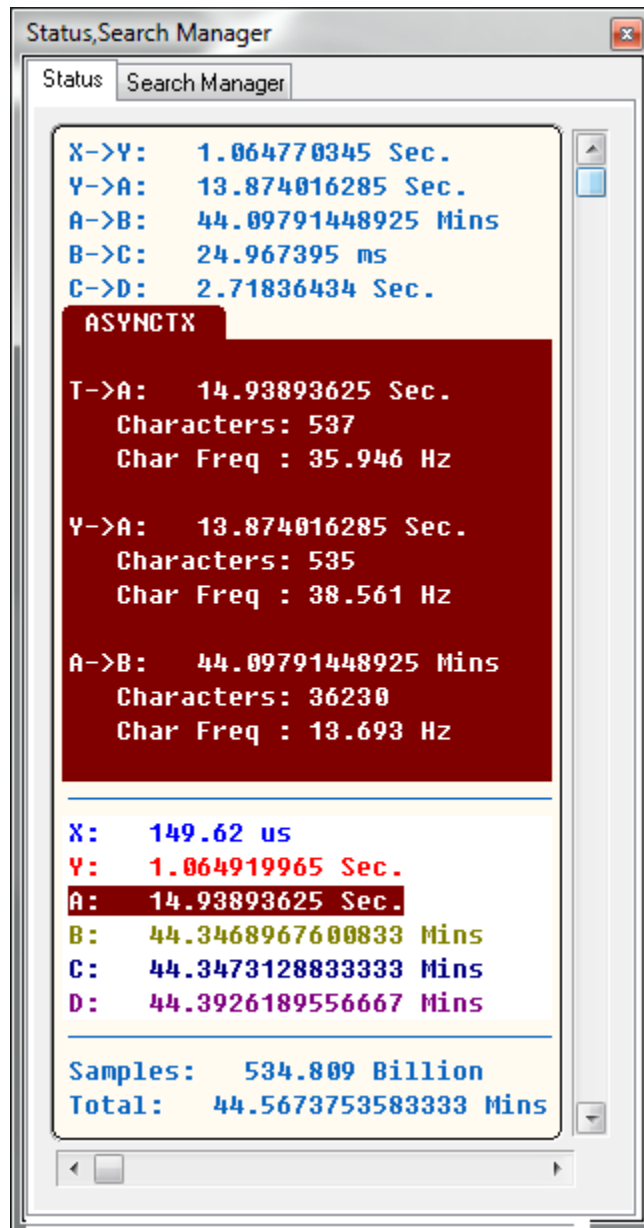 Status,Search Manager
Status Search Manager
X->Y: 1.064770345 Sec.
Y->A: 13.874016285 Sec.
A->B: 44.09791448925 Mins
B->C: 24.967395 ms
C->D: 2.71836434 Sec.
ASYNCTX
T->A: 14.93893625 Sec.
Characters: 537
Char Freq : 35.946 Hz
Y->A: 13.874016285 Sec.
Characters: 535
Char Freq : 38.561 Hz
A->B: 44.09791448925 Mins
Characters: 36230
Char Freq : 13.693 Hz
X: 149.62 us
Y: 1.064919965 Sec.
A: 14.93893625 Sec.
B: 44.3468967600833 Mins
C: 44.3473128833333 Mins
D: 44.3926189556667 Mins
Samples: 534.809 Billion
Total: 44.5673753583333 Mins